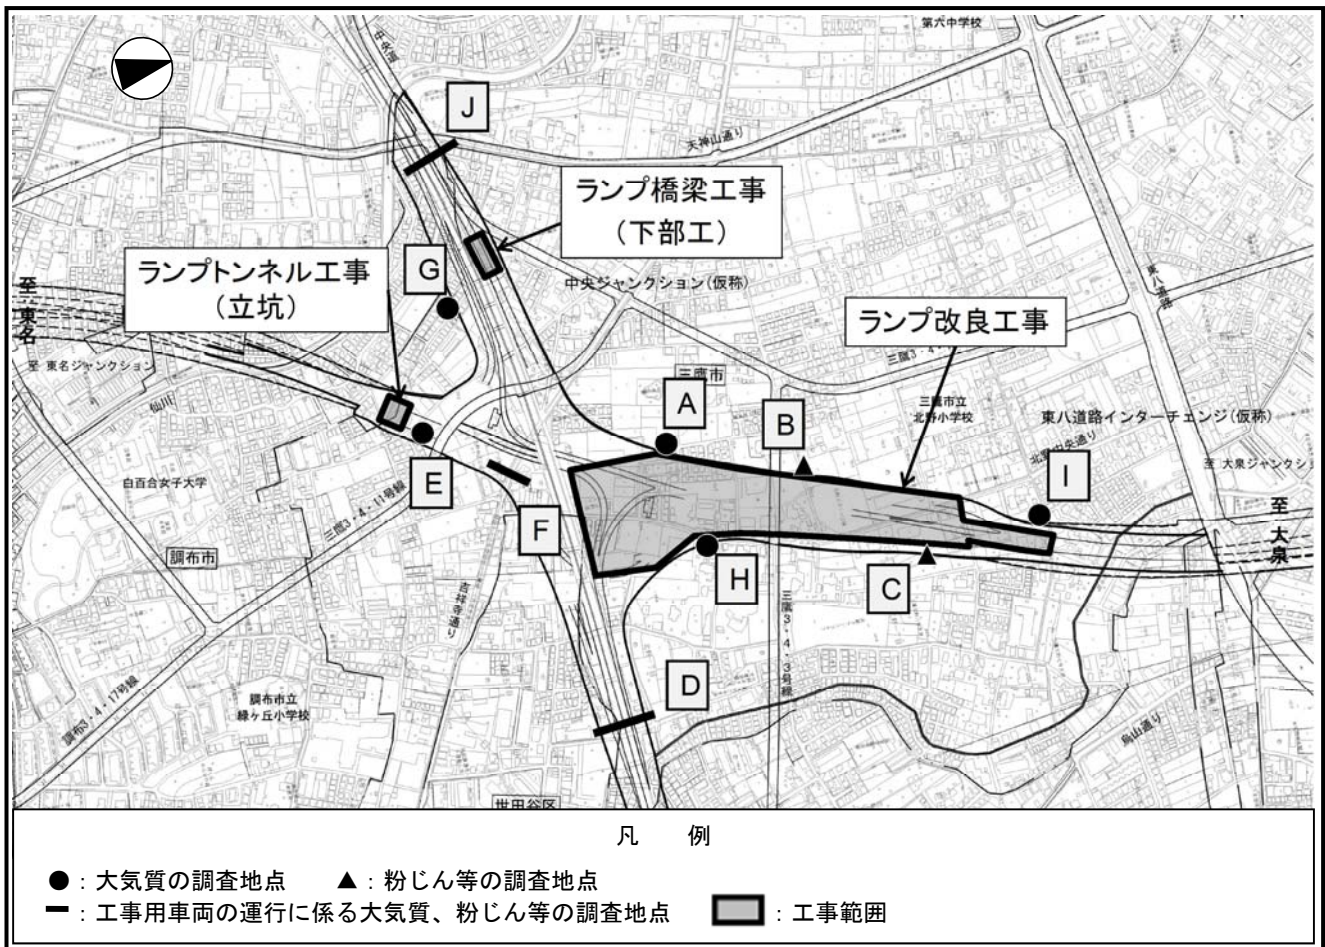 第六中学校
中央道
J
天神山通り
ランプ橋梁工事
(下部工)
ランプトンネル工事
(立坑)
G
東八道路
至東名
中央ジャンクション(仮称)
ランプ改良工事
至 東名ジャンクション
仙川
三鷹市
A
B
三鷹市立
北野小学校
東八道路インターチェンジ(仮称)
北野中央通り
I
至 大泉ジャンクシ
白百合女子大学
E
三鷹3・4・11号線
F
至大泉
調布市
H
C
吉祥寺通り
三鷹3・4・3号線
D
調布市立
緑ケ丘小学校
調布3・4・17号線
烏山通り
世田谷区
凡 例
●:大気質の調査地点 ▲:粉じん等の調査地点
━:工事用車両の運行に係る大気質、粉じん等の調査地点 :工事範囲